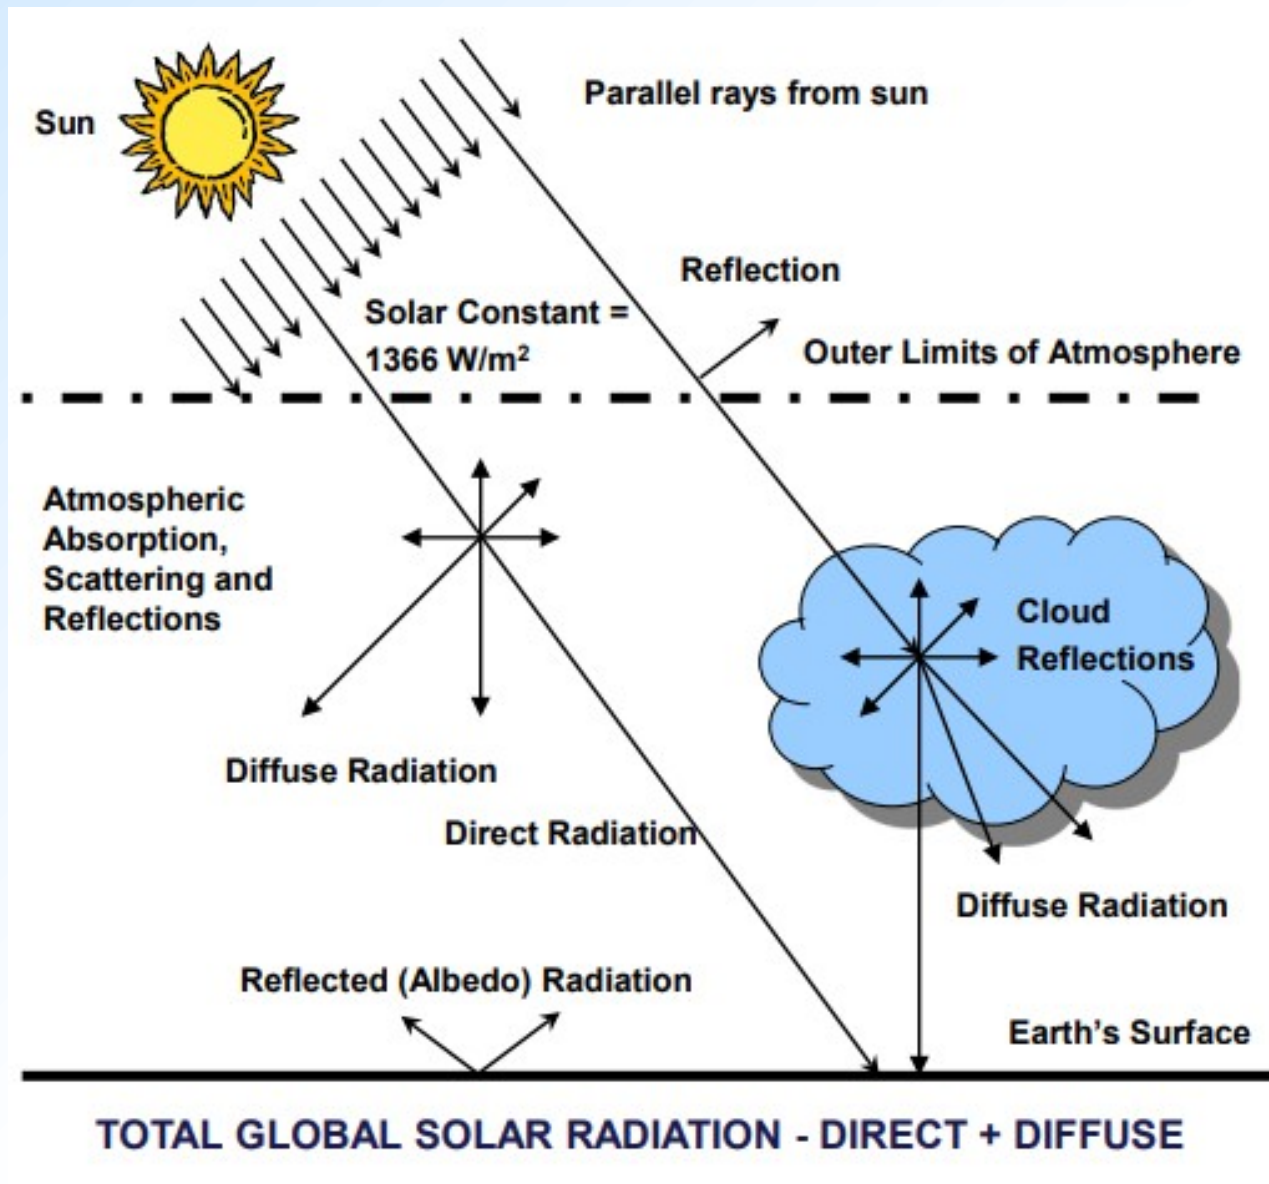 Sun
Parallel rays from sun
Reflection
Solar Constant =
1366 W/m²
Outer Limits of Atmosphere
Atmospheric
Absorption,
Scattering and
Reflections
Cloud
Reflections
Diffuse Radiation
Direct Radiation
Diffuse Radiation
Reflected (Albedo) Radiation
Earth's Surface
TOTAL GLOBAL SOLAR RADIATION - DIRECT + DIFFUSE